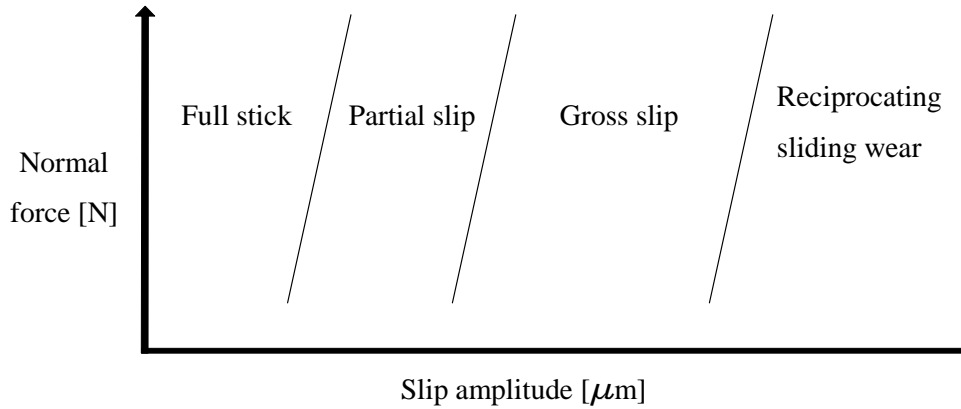 Full stick
Partial slip
Gross slip
Reciprocating
sliding wear
Normal
force [N]
Slip amplitude [μm]